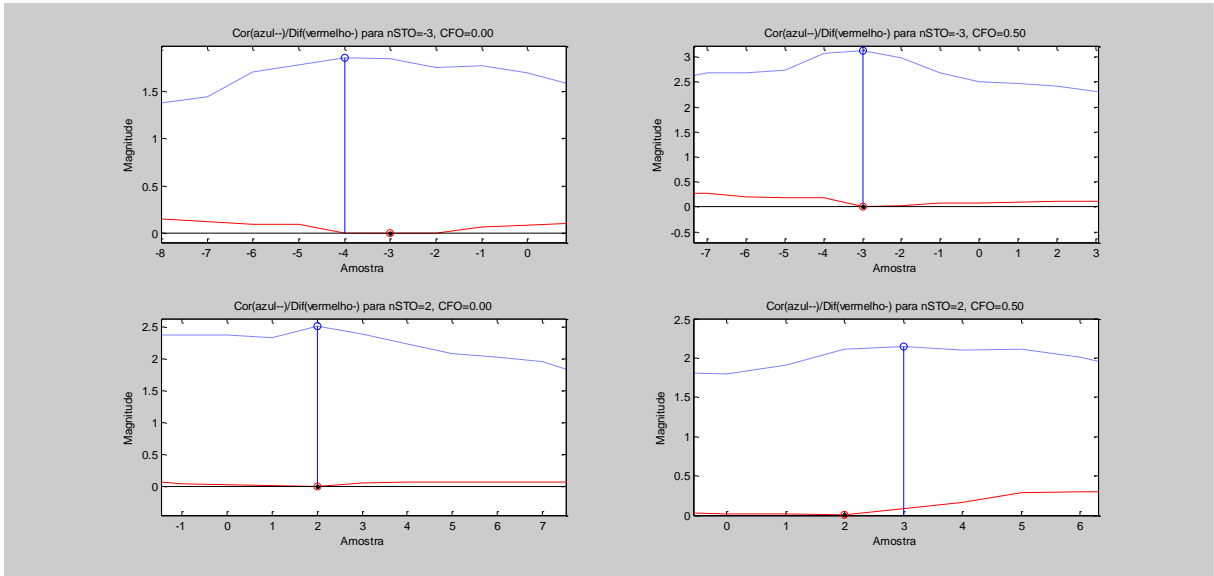 Cor(azul--)/Dif(vermelho-) para nSTO=-3, CFO=0.00
1.5
1
0.5
0
Magnitude
-8 -7 -6 -5 -4 -3 -2 -1 0
Amostra
Cor(azul--)/Dif(vermelho-) para nSTO=-3, CFO=0.50
3
2.5
2
1.5
1
0.5
0
-0.5
Magnitude
-7 -6 -5 -4 -3 -2 -1 0 1 2 3
Amostra
Cor(azul--)/Dif(vermelho-) para nSTO=2, CFO=0.00
2.5
2
1.5
1
0.5
0
Magnitude
-1 0 1 2 3 4 5 6 7
Amostra
Cor(azul--)/Dif(vermelho-) para nSTO=2, CFO=0.50
2.5
2
1.5
1
0.5
0
Magnitude
0 1 2 3 4 5 6
Amostra